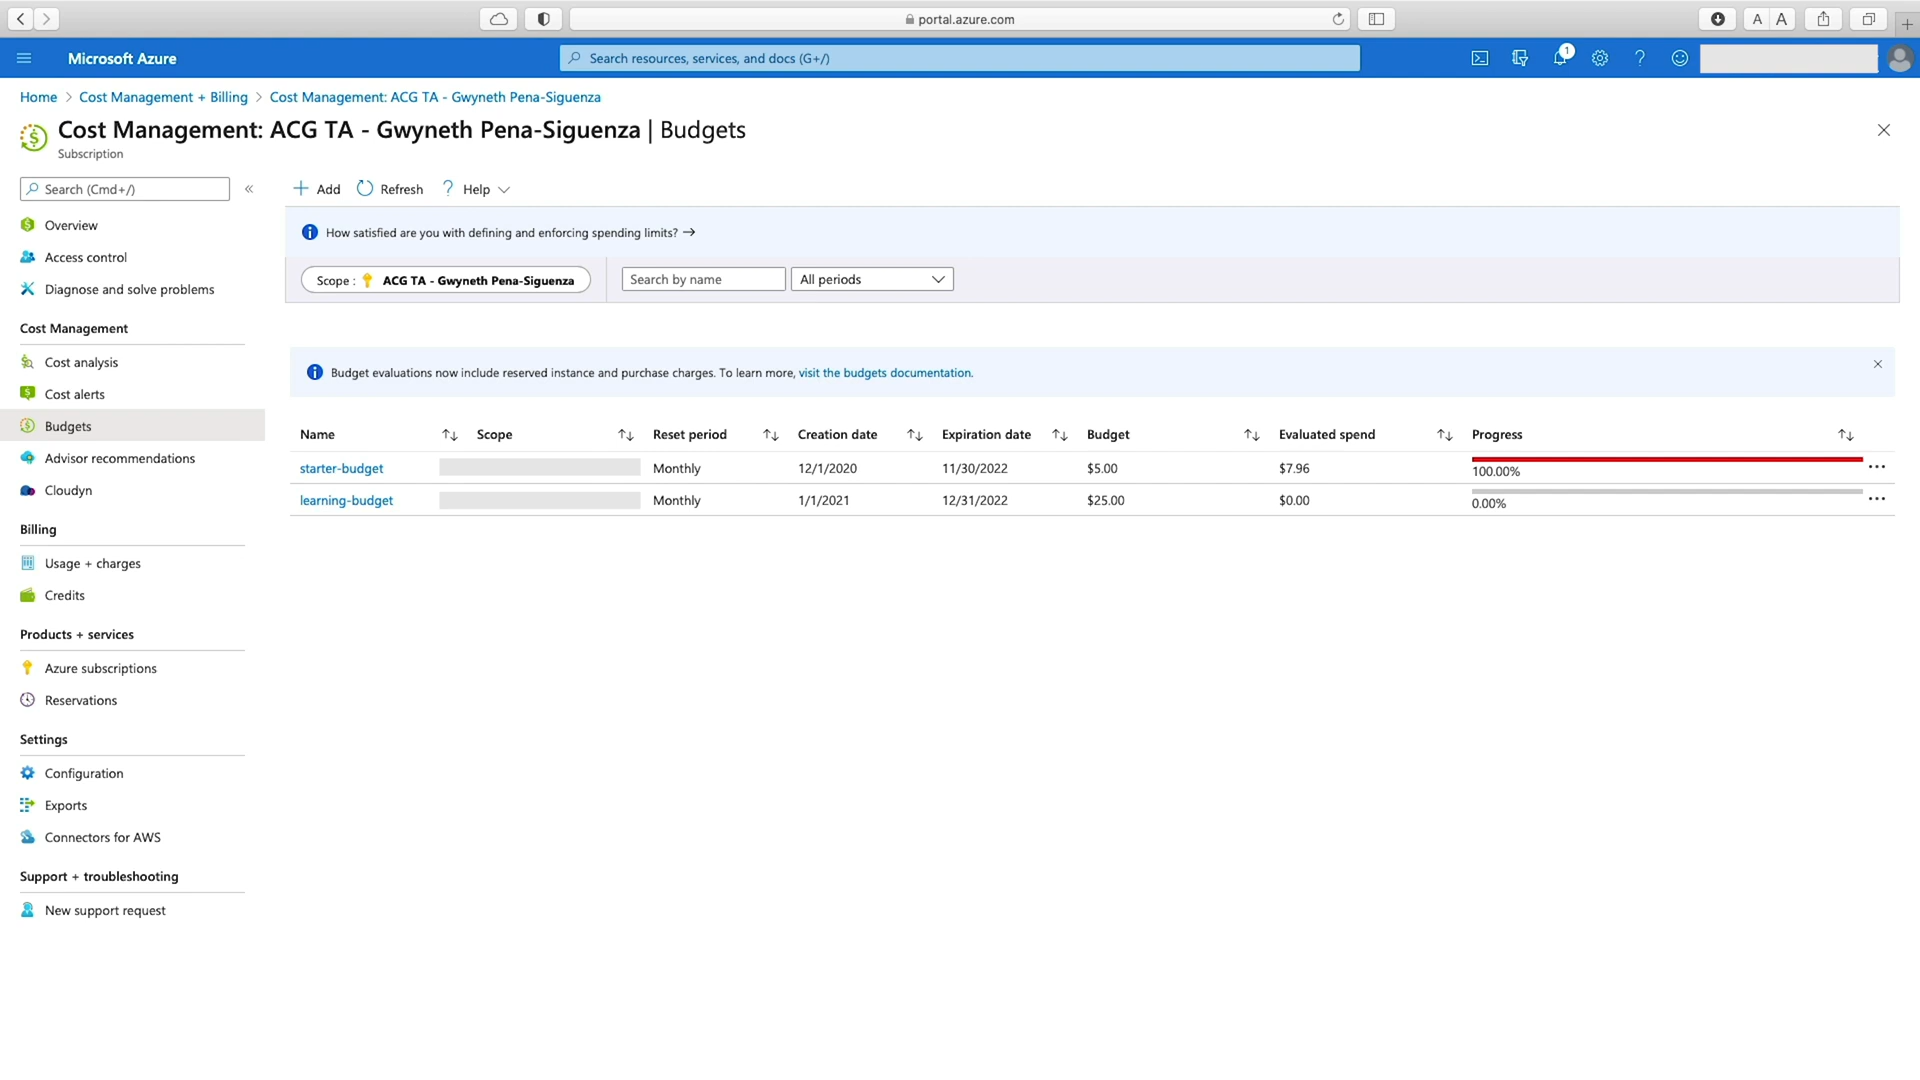 portal.azure.com
A A
Microsoft Azure
Search resources, services, and docs (G+/)
1
Home > Cost Management + Billing > Cost Management: ACG TA - Gwyneth Pena-Siguenza
Cost Management: ACG TA - Gwyneth Pena-Siguenza | Budgets
Subscription
Search (Cmd+/)
Overview
Access control
Diagnose and solve problems
Cost Management
Cost analysis
Cost alerts
Budgets
Advisor recommendations
Cloudyn
Billing
Usage + charges
Credits
Products + services
Azure subscriptions
Reservations
Settings
Configuration
Exports
Connectors for AWS
Support + troubleshooting
New support request
Add Refresh ? Help
How satisfied are you with defining and enforcing spending limits? →
Scope : ACG TA - Gwyneth Pena-Siguenza
Search by name
All periods
Budget evaluations now include reserved instance and purchase charges. To learn more, visit the budgets documentation.
Name Scope Reset period Creation date Expiration date Budget Evaluated spend Progress
starter-budget Monthly 12/1/2020 11/30/2022 $5.00 $7.96 100.00%
learning-budget Monthly 1/1/2021 12/31/2022 $25.00 $0.00 0.00%